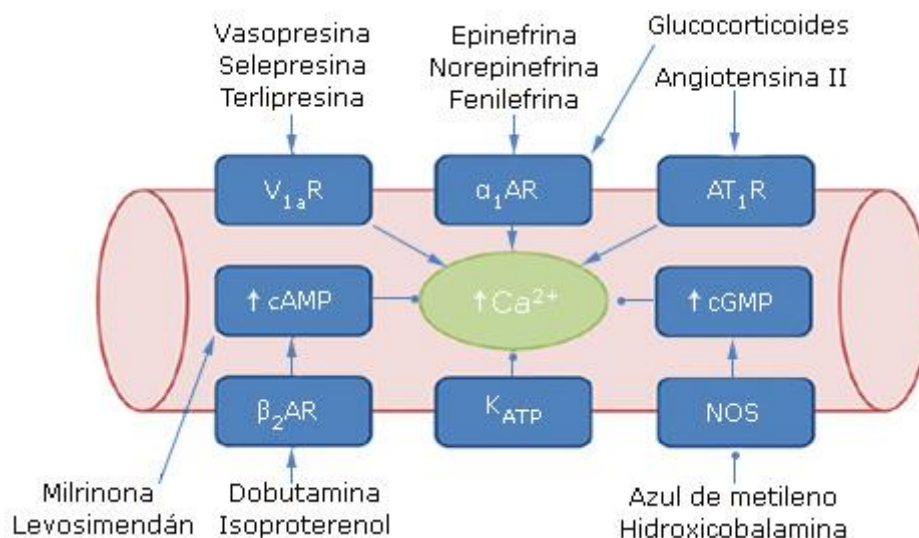 Vasopresina
Selepresina
Terlipresina
Epinefrina
Norepinefrina
Fenilefrina
Glucocorticoides
Angiotensina II
V₁ₐR
α₁AR
AT₁R
↑ cAMP
↑Ca²⁺
↑ cGMP
β₂AR
K_ATP
NOS
Milrinona
Levosimendán
Dobutamina
Isoproterenol
Azul de metileno
Hidroxicobalamina